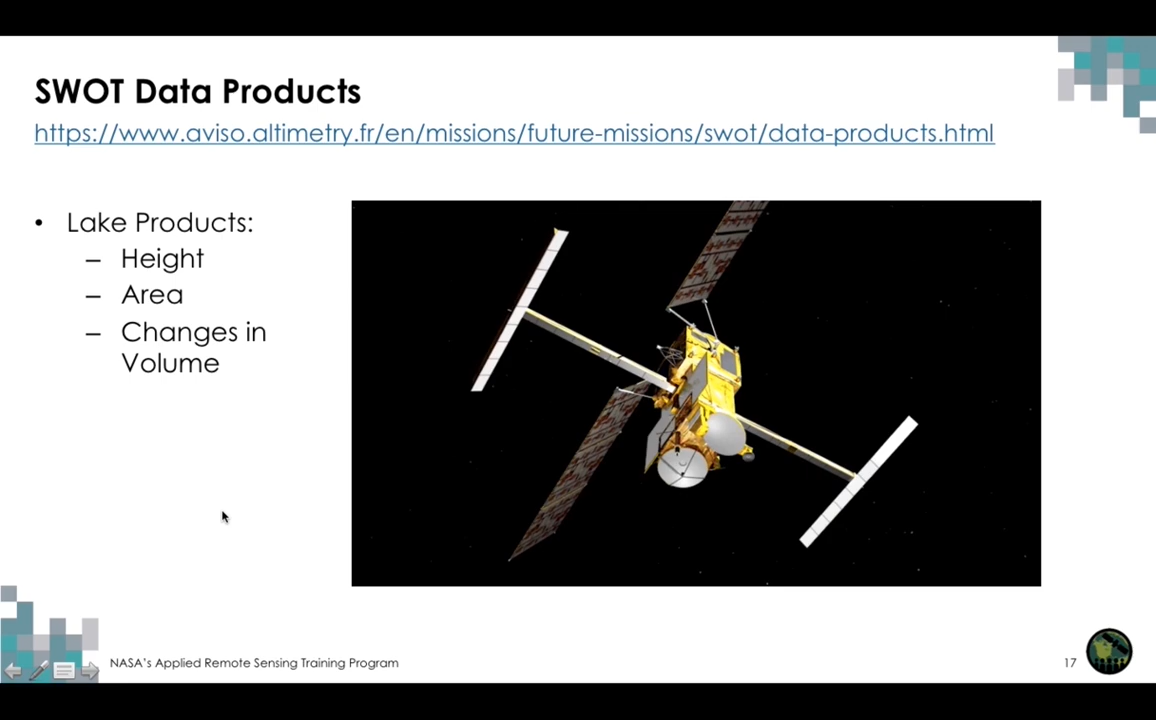 SWOT Data Products
https://www.aviso.altimetry.fr/en/missions/future-missions/swot/data-products.html
• Lake Products:
– Height
– Area
– Changes in
Volume
NASA's Applied Remote Sensing Training Program
17